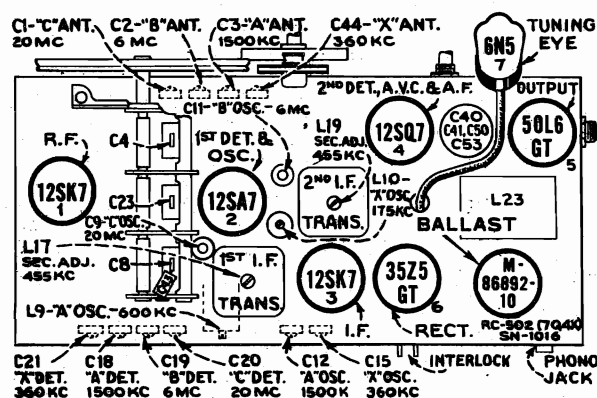 C1-"C"ANT.
20 MC
C2-"B"ANT.
6 MC
C3-"A"ANT.
1500KC
C44-"X"ANT.
360KC
6N5
7
TUNING
EYE
C11-"B"OSC.-6MC
2ND DET., A.V.C. & A.F.
OUTPUT
R.F.
C4
1ST DET. &
OSC.
L19
SEC. ADJ.
455KC
12SQ7
4
C40
C41, C50
C53
50L6
GT
5
12SK7
1
C23
12SA7
2
2ND I.F.
TRANS.
L10-
"X"OSC.
175KC
L23
C9-"C"OSC.
20MC
BALLAST
L17
SEC. ADJ.
455KC
C8
1ST I.F.
TRANS.
12SK7
3
35Z5
GT
6
M-
86892-
10
L9-"A"OSC.-600KC
I.F.
RECT.
RC-502 (7Q4X)
SN-1016
C21
"X"DET.
360KC
C18
"A"DET.
1500KC
C19
"B"DET.
6MC
C20
"C"DET.
20MC
C12
"A"OSC.
1500K
C15
"X"OSC.
360KC
INTERLOCK
PHONO
JACK